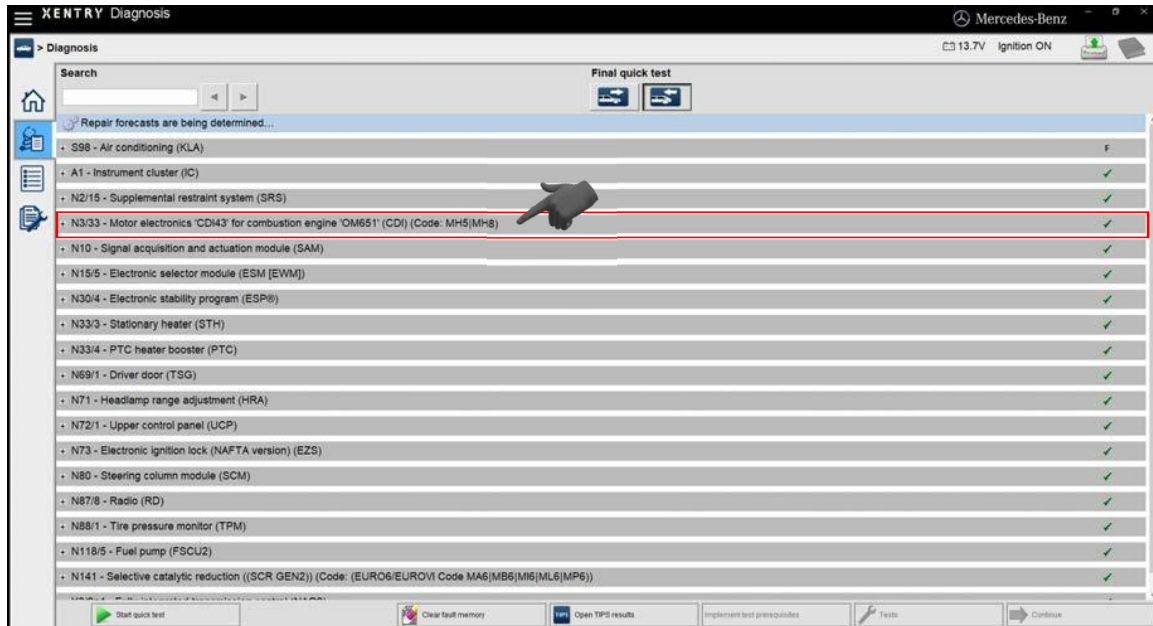 XENTRY Diagnosis
Mercedes-Benz
> Diagnosis
13.7V Ignition ON
Search
Final quick test
Repair forecasts are being determined...
+ S98 - Air conditioning (KLA)
F
+ A1 - Instrument cluster (IC)
+ N2/15 - Supplemental restraint system (SRS)
+ N3/33 - Motor electronics 'CDI43' for combustion engine 'OM651' (CDI) (Code: MH5|MH8)
+ N10 - Signal acquisition and actuation module (SAM)
+ N15/5 - Electronic selector module (ESM [EWM])
+ N30/4 - Electronic stability program (ESP®)
+ N33/3 - Stationary heater (STH)
+ N33/4 - PTC heater booster (PTC)
+ N69/1 - Driver door (TSG)
+ N71 - Headlamp range adjustment (HRA)
+ N72/1 - Upper control panel (UCP)
+ N73 - Electronic ignition lock (NAFTA version) (EZS)
+ N80 - Steering column module (SCM)
+ N87/8 - Radio (RD)
+ N88/1 - Tire pressure monitor (TPM)
+ N118/5 - Fuel pump (FSCU2)
+ N141 - Selective catalytic reduction ((SCR GEN2)) (Code: (EURO6/EUROVI Code MA6|MB6|MI6|ML6|MP6))
Start quick test
Clear fault memory
TIPS Open TIPS results
Implement test prerequisites
Tests
Continue